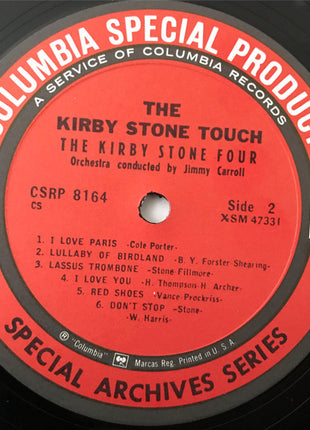 COLUMBIA SPECIAL PRODUCT
A SERVICE OF COLUMBIA RECORDS
THE
KIRBY STONE TOUCH
THE KIRBY STONE FOUR
Orchestra conducted by Jimmy Carroll
CSRP 8164
CS
Side 2
XSM 47331
1. I LOVE PARIS -Cole Porter-
2. LULLABY OF BIRDLAND -B. Y. Forster-Shearing-
3. LASSUS TROMBONE -Stone-Fillmore-
4. I LOVE YOU -H. Thompson-H. Archer-
5. RED SHOES -Vance-Prockriss-
6. DON'T STOP -Stone-
-W. Harris-
® "Columbia" Marcas Reg. Printed in U.S.A.
SPECIAL ARCHIVES SERIES